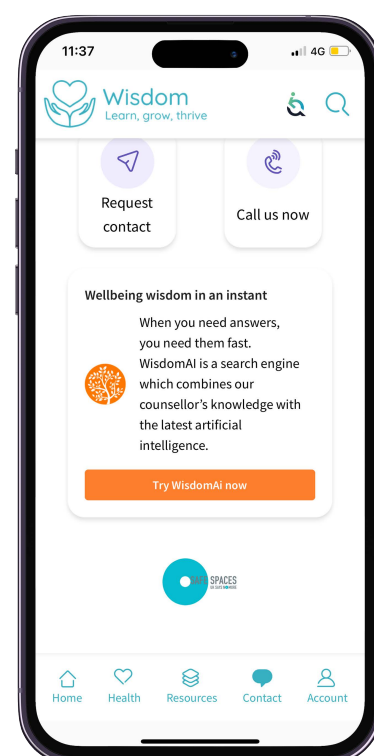 11:37
4G
Wisdom
Learn, grow, thrive
Request
contact
Call us now
Wellbeing wisdom in an instant
When you need answers,
you need them fast.
WisdomAI is a search engine
which combines our
counsellor's knowledge with
the latest artificial
intelligence.
Try WisdomAi now
SPACES
Home
Health
Resources
Contact
Account